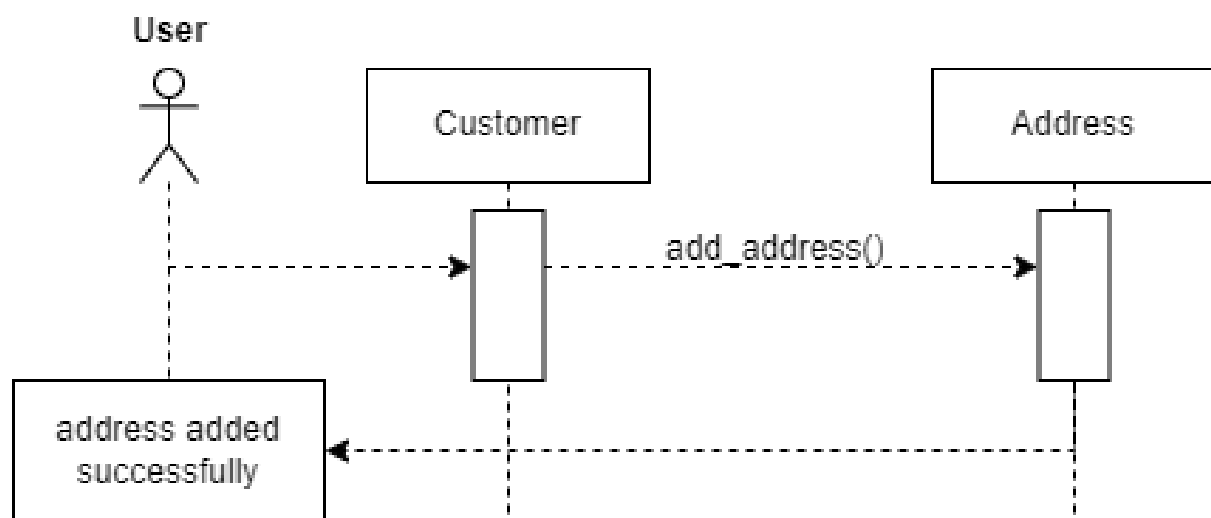 User
Customer
Address
add_address()
address added
successfully